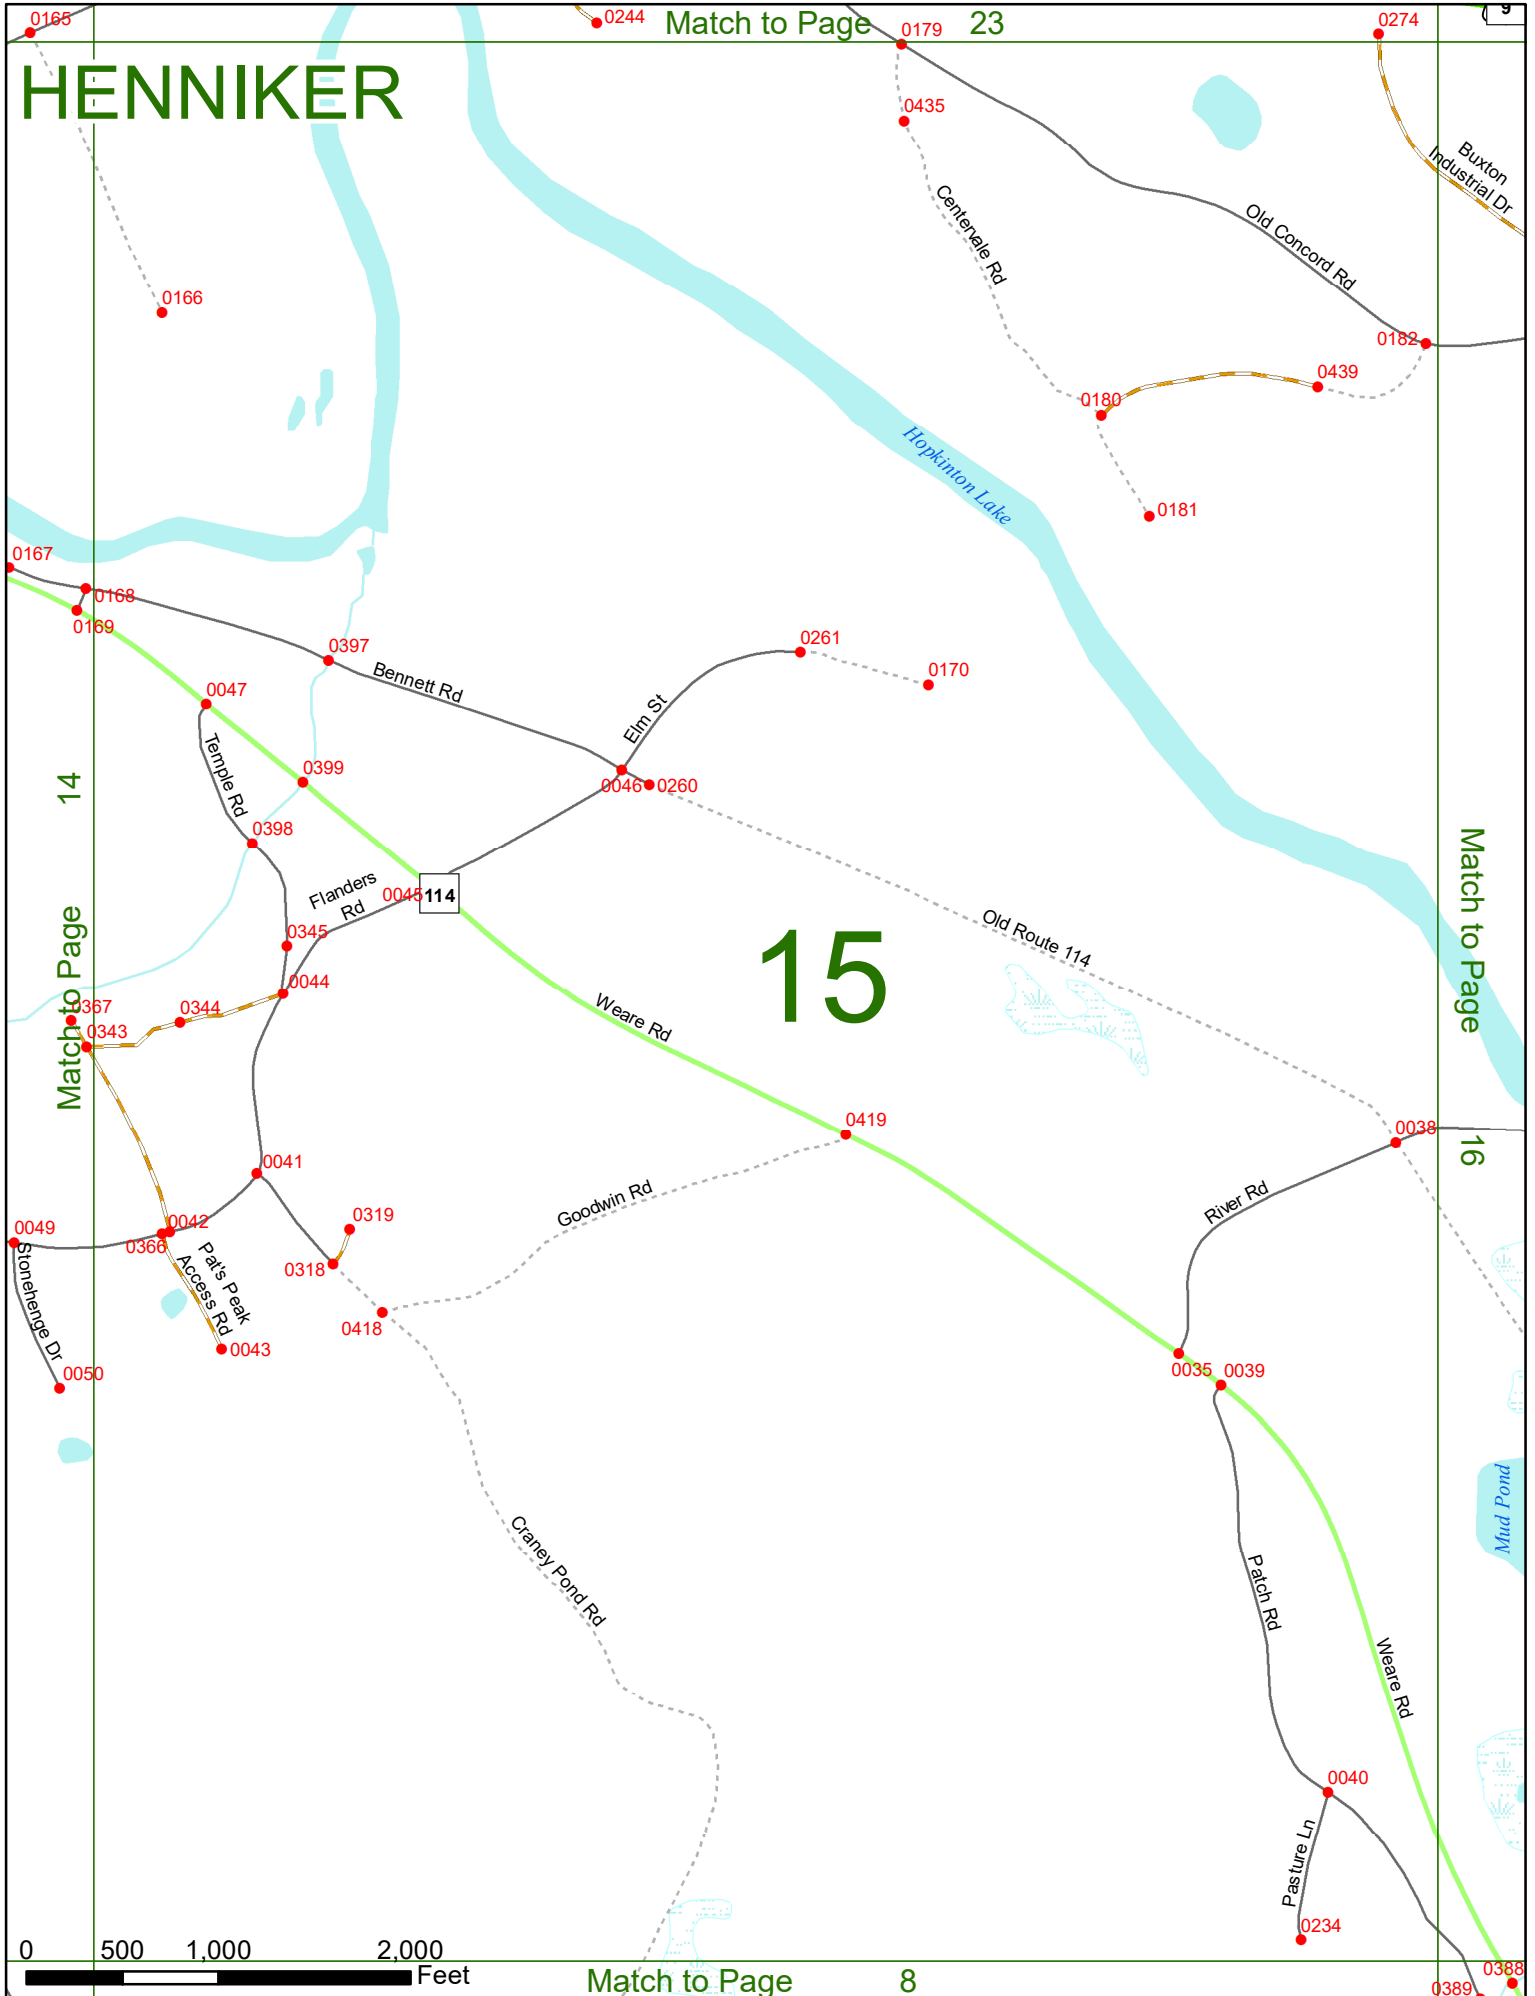 0165
0244
Match to Page 23
0179
0274
9
HENNIKER
0435
Buxton
Industrial Dr
Centervale Rd
Old Concord Rd
0166
0182
0439
0180
Hopkinton Lake
0181
0167
0168
0169
0397
0261
0170
Bennett Rd
0047
Elm St
Temple Rd
0399
0046
0260
14
Match to Page
0398
Flanders
Rd
0045
114
Match to Page
16
15
Old Route 114
0345
0044
0367
0344
0343
Weare Rd
0419
0038
0041
River Rd
Goodwin Rd
0049
0042
0366
0319
0318
Stonehenge Dr
Pat's Peak
Access Rd
0418
0043
0050
0035
0039
Craney Pond Rd
Mud Pond
Patch Rd
Weare Rd
0040
Pasture Ln
0234
0 500 1,000 2,000
Feet
Match to Page 8
0388
0389